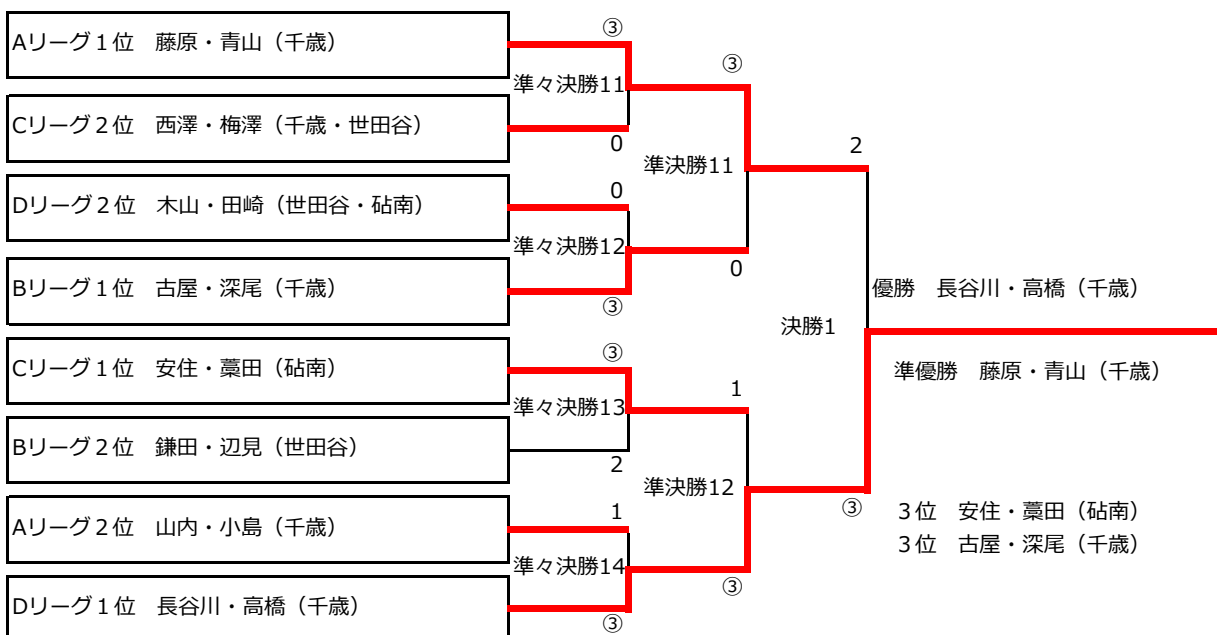 Aリーグ１位　藤原・青山（千歳）
③
準々決勝11
Cリーグ２位　西澤・梅澤（千歳・世田谷）
0
③
準決勝11
Dリーグ２位　木山・田崎（世田谷・砧南）
0
準々決勝12
Bリーグ１位　古屋・深尾（千歳）
③
0
2
決勝1
優勝　長谷川・高橋（千歳）
準優勝　藤原・青山（千歳）
Cリーグ１位　安住・藁田（砧南）
③
準々決勝13
Bリーグ２位　鎌田・辺見（世田谷）
2
1
準決勝12
Aリーグ２位　山内・小島（千歳）
1
準々決勝14
Dリーグ１位　長谷川・高橋（千歳）
③
③
③
３位　安住・藁田（砧南）
３位　古屋・深尾（千歳）